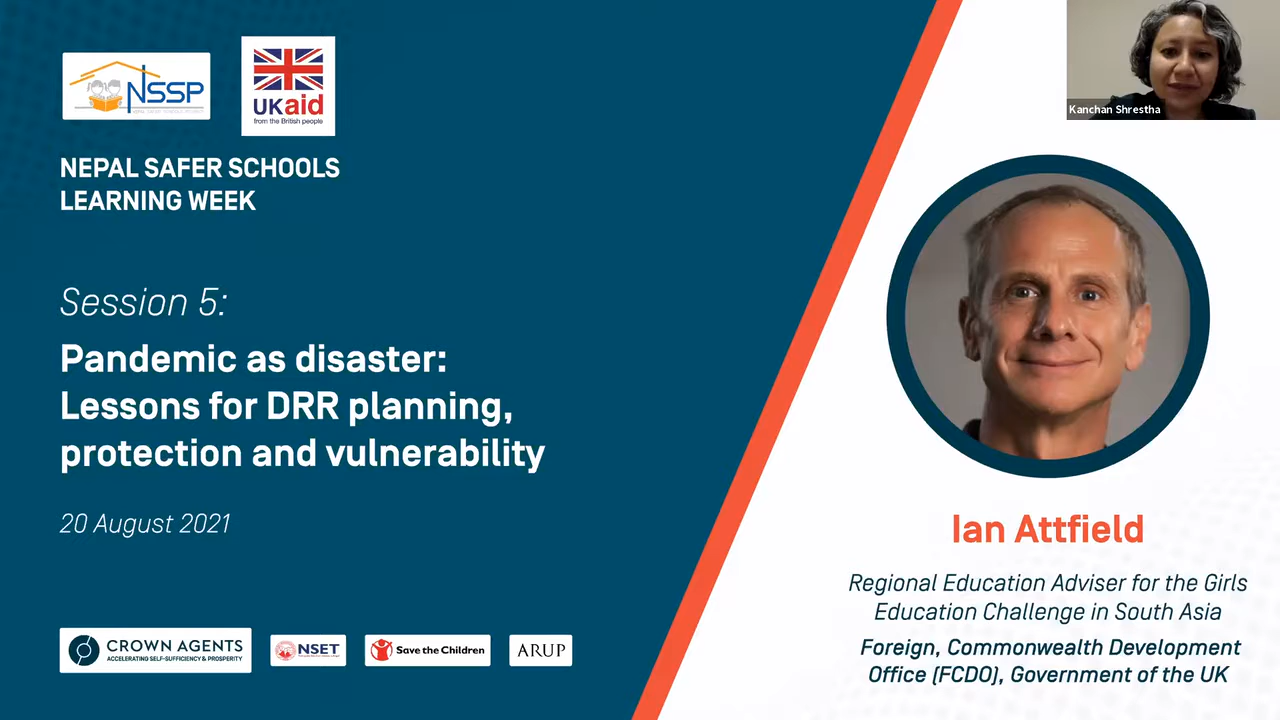 NSSP
UKaid
from the British people
NEPAL SAFER SCHOOLS
LEARNING WEEK
Session 5:
Pandemic as disaster:
Lessons for DRR planning,
protection and vulnerability
20 August 2021
CROWN AGENTS
ACCELERATING SELF-SUFFICIENCY & PROSPERITY
NSET
Save the Children
ARUP
Kanchan Shrestha
Ian Attfield
Regional Education Adviser for the Girls
Education Challenge in South Asia
Foreign, Commonwealth Development
Office (FCDO), Government of the UK